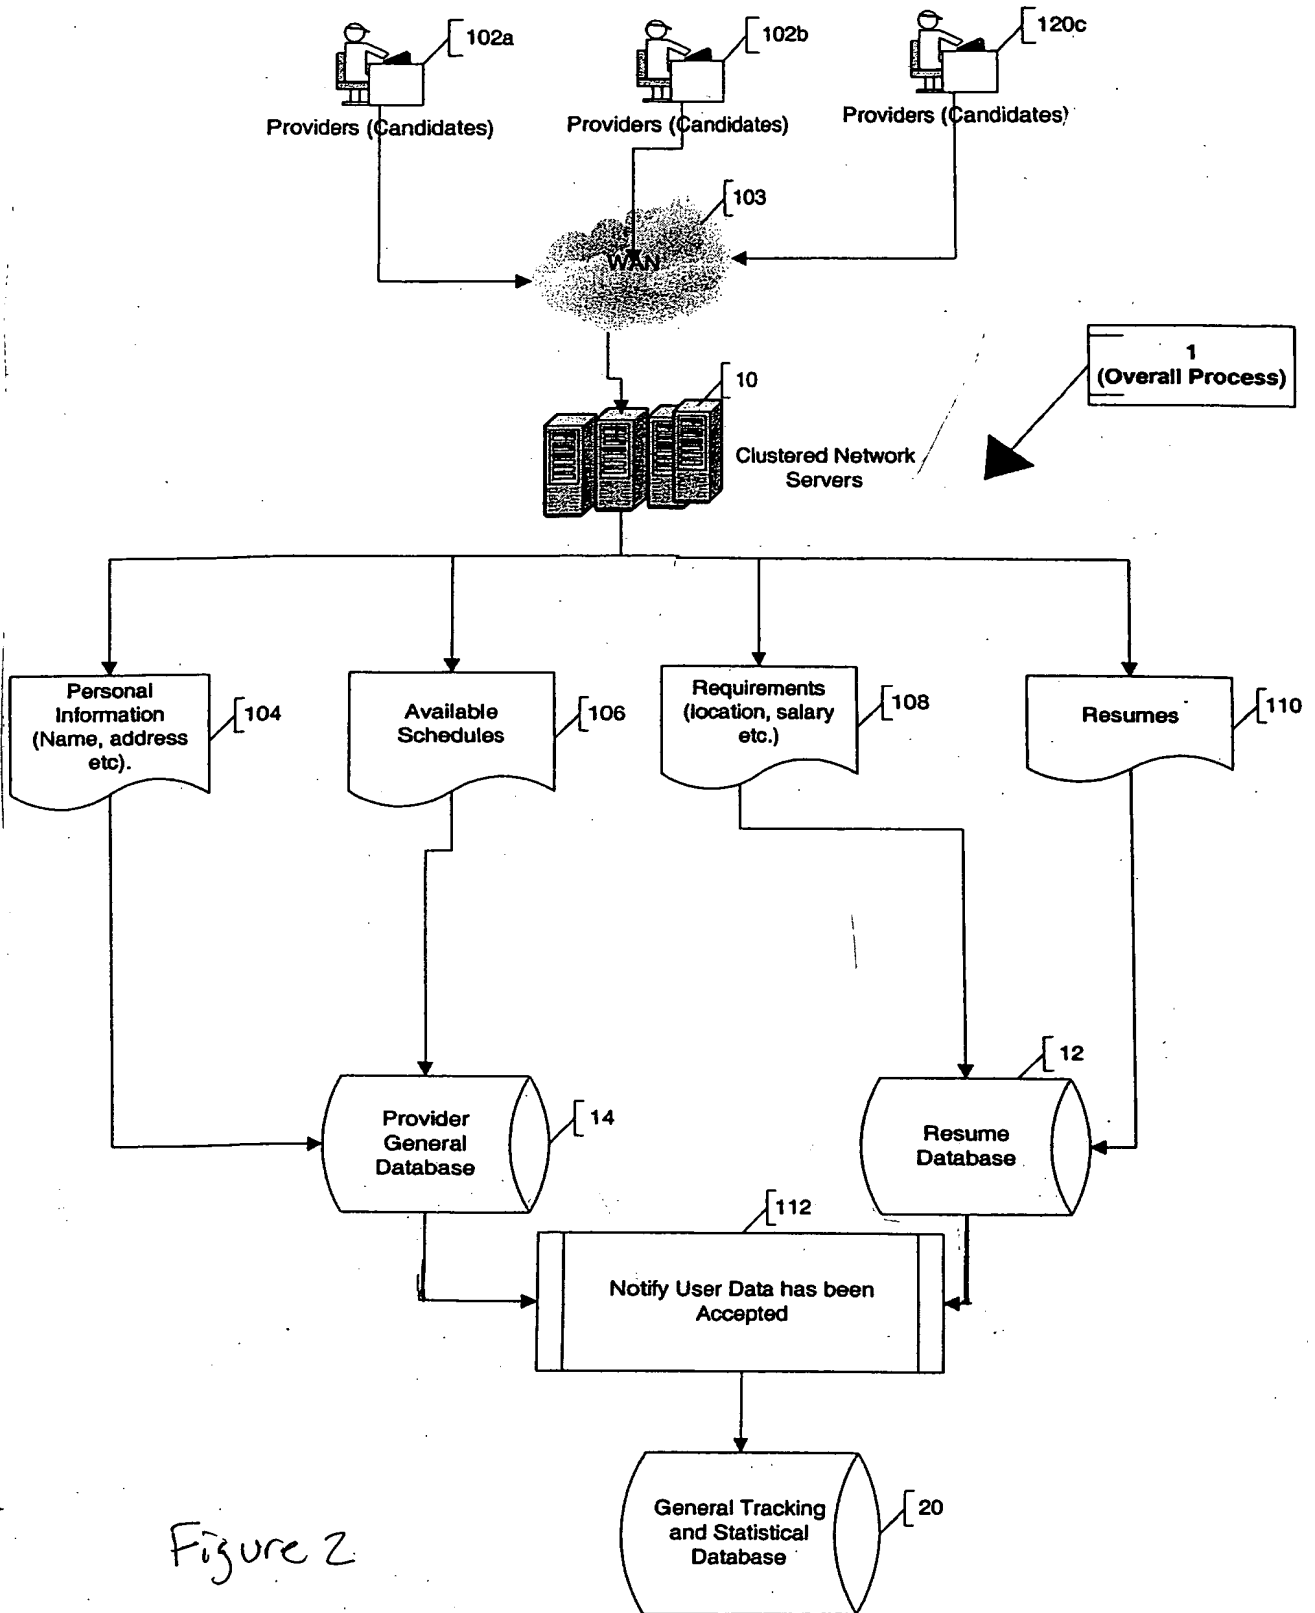 102a
102b
120c
Providers (Candidates)
Providers (Candidates)
Providers (Candidates)
103
WAN
1
(Overall Process)
10
Clustered Network
Servers
Personal
Information
(Name, address
etc).
104
Available
Schedules
106
Requirements
(location, salary
etc.)
108
Resumes
110
Provider
General
Database
14
Resume
Database
12
112
Notify User Data has been
Accepted
General Tracking
and Statistical
Database
20
Figure 2